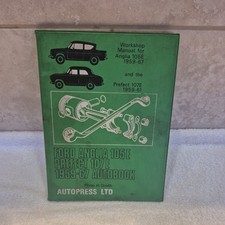 Workshop
Manual for
Anglia 105E
1959-67
and the
Prefect 107E
1959-61
FORD ANGLIA 105E
PREFECT 107E
1959-67 AUTOBOOK
AUTOPRESS LTD